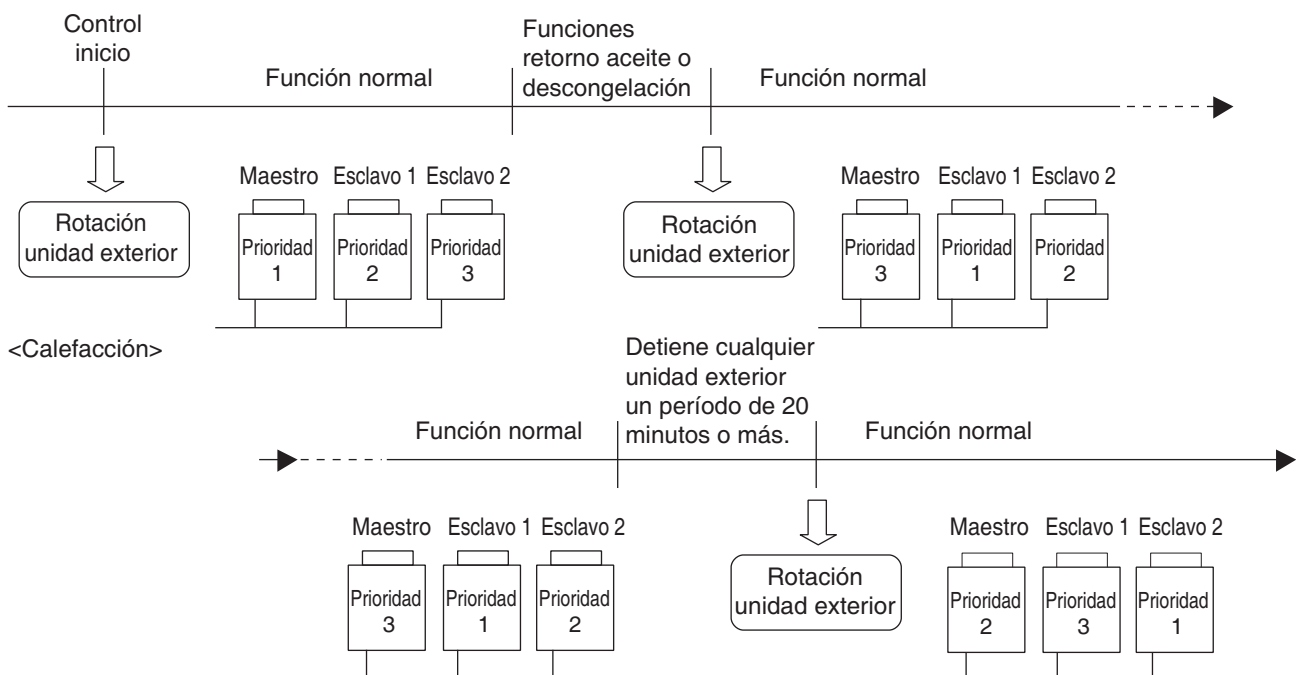 Control
inicio
Funciones
retorno aceite o
descongelación
Función normal
Función normal
Maestro Esclavo 1 Esclavo 2
Maestro Esclavo 1 Esclavo 2
Rotación
unidad exterior
Prioridad
1
Prioridad
2
Prioridad
3
Rotación
unidad exterior
Prioridad
3
Prioridad
1
Prioridad
2
<Calefacción>
Detiene cualquier
unidad exterior
un período de 20
minutos o más.
Función normal
Función normal
Maestro Esclavo 1 Esclavo 2
Maestro Esclavo 1 Esclavo 2
Prioridad
3
Prioridad
1
Prioridad
2
Rotación
unidad exterior
Prioridad
2
Prioridad
3
Prioridad
1